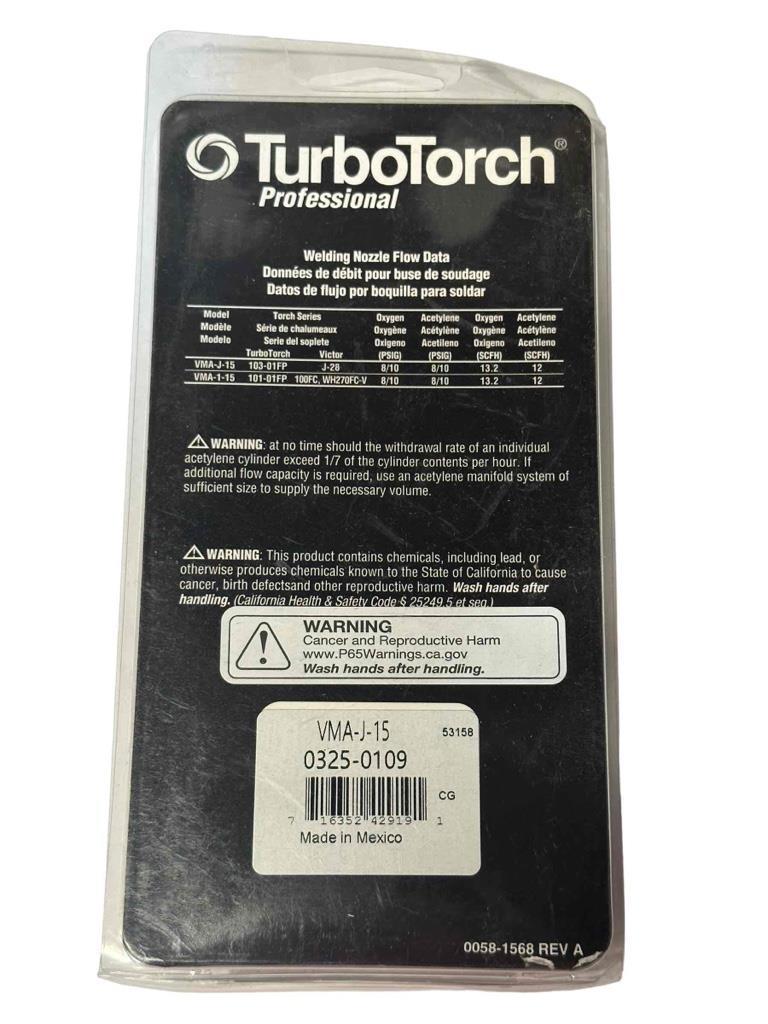 TurboTorch®
Professional
Welding Nozzle Flow Data
Données de débit pour buse de soudage
Datos de flujo por boquilla para soldar
Model Torch Series Oxygen Acetylene Oxygen Acetylene
Modèle Série de chalumeaux Oxygène Acétylène Oxygène Acétylène
Modelo Serie del soplete Oxigeno Acetileno Oxigeno Acetileno
TurboTorch Victor (PSIG) (PSIG) (SCFH) (SCFH)
VMA-J-15 103-01FP J-28 8/10 8/10 13.2 12
VMA-1-15 101-01FP 100FC, WH270FC-V 8/10 8/10 13.2 12
WARNING: at no time should the withdrawal rate of an individual
acetylene cylinder exceed 1/7 of the cylinder contents per hour. If
additional flow capacity is required, use an acetylene manifold system of
sufficient size to supply the necessary volume.
WARNING: This product contains chemicals, including lead, or
otherwise produces chemicals known to the State of California to cause
cancer, birth defectsand other reproductive harm. Wash hands after
handling. (California Health & Safety Code § 25249.5 et seq.)
WARNING
Cancer and Reproductive Harm
www.P65Warnings.ca.gov
Wash hands after handling.
VMA-J-15 53158
0325-0109
CG
7 16352 42919 1
Made in Mexico
0058-1568 REV A